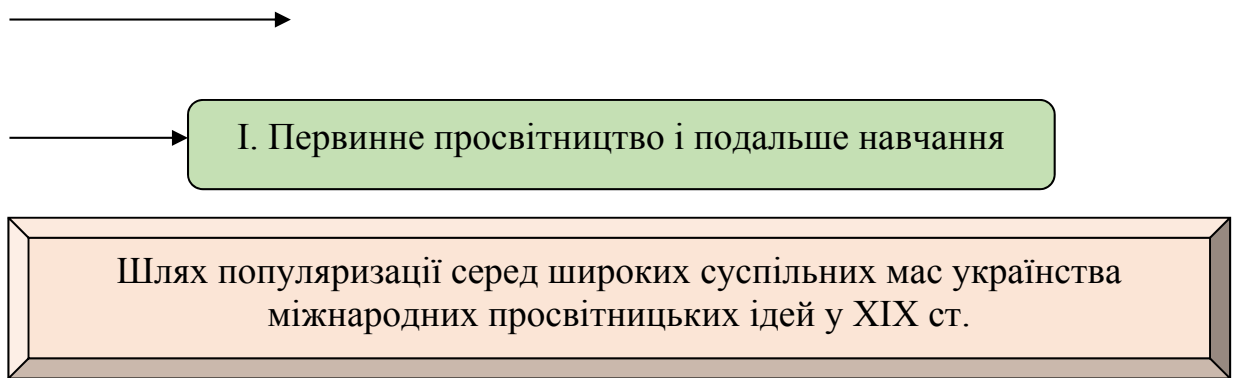 І. Первинне просвітництво і подальше навчання
Шлях популяризації серед широких суспільних мас українства
міжнародних просвітницьких ідей у ХІХ ст.